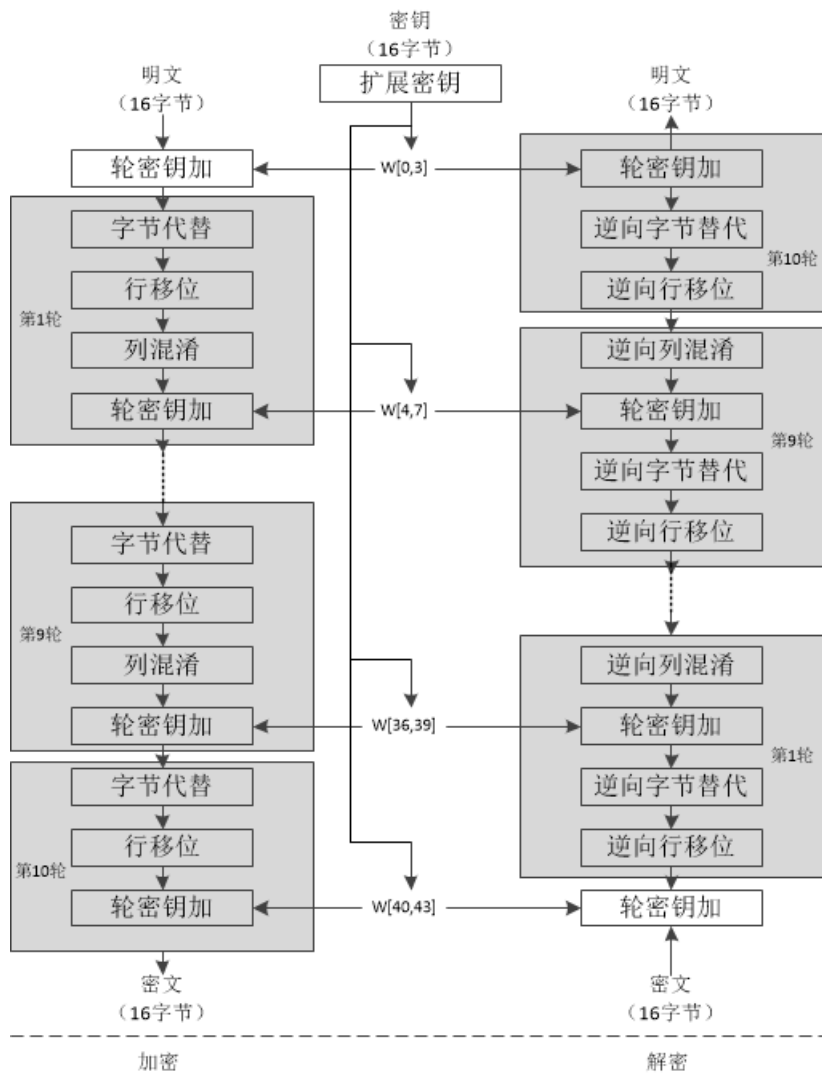 密钥
（16字节）
扩展密钥
明文
（16字节）
轮密钥加
第1轮
字节代替
行移位
列混淆
轮密钥加
第9轮
字节代替
行移位
列混淆
轮密钥加
第10轮
字节代替
行移位
轮密钥加
密文
（16字节）
加密
W[0,3]
W[4,7]
W[36,39]
W[40,43]
明文
（16字节）
轮密钥加
逆向字节替代
逆向行移位
第10轮
逆向列混淆
轮密钥加
逆向字节替代
逆向行移位
第9轮
逆向列混淆
轮密钥加
逆向字节替代
逆向行移位
第1轮
轮密钥加
密文
（16字节）
解密